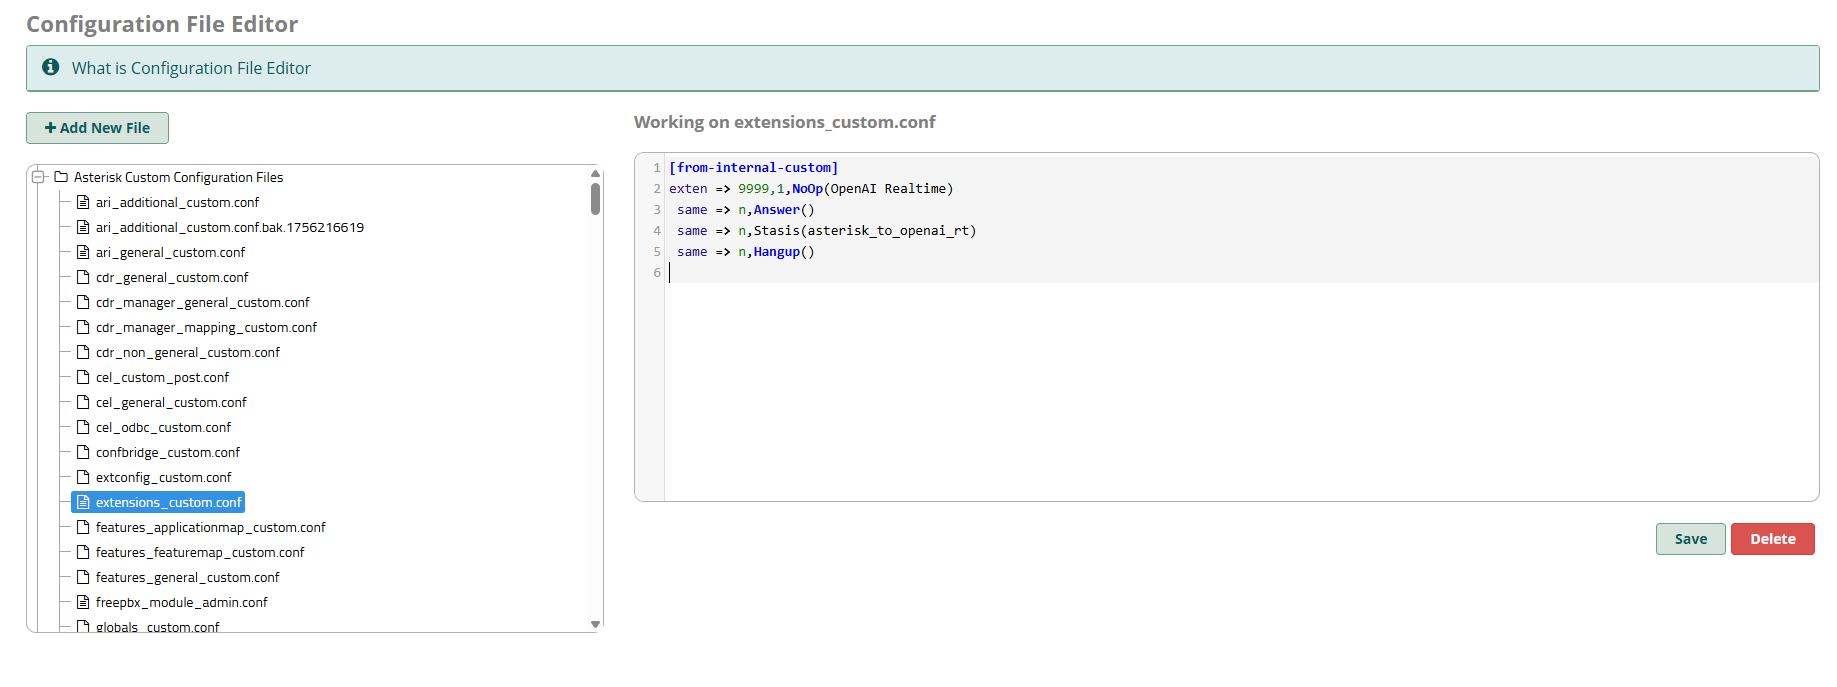 Configuration File Editor
What is Configuration File Editor
Add New File
Asterisk Custom Configuration Files
ari_additional_custom.conf
ari_additional_custom.conf.bak.1756216619
ari_general_custom.conf
cdr_general_custom.conf
cdr_manager_general_custom.conf
cdr_manager_mapping_custom.conf
cdr_non_general_custom.conf
cel_custom_post.conf
cel_general_custom.conf
cel_odbc_custom.conf
confbridge_custom.conf
extconfig_custom.conf
extensions_custom.conf
features_applicationmap_custom.conf
features_featuremap_custom.conf
features_general_custom.conf
freepbx_module_admin.conf
globals_custom.conf
Working on extensions_custom.conf
1 [from-internal-custom]
2 exten => 9999,1,NoOp(OpenAI Realtime)
3  same => n,Answer()
4  same => n,Stasis(asterisk_to_openai_rt)
5  same => n,Hangup()
6
Save Delete